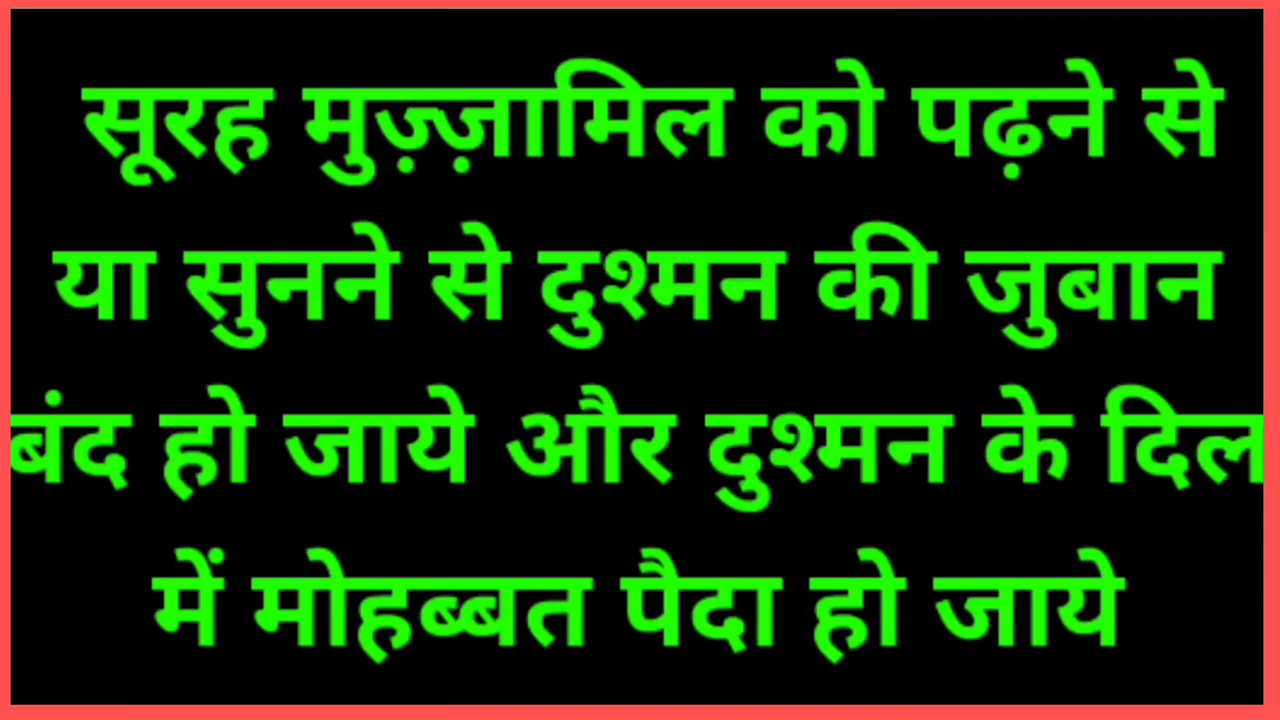 सूरह मुज़्ज़ामिल को पढ़ने से
या सुनने से दुश्मन की जुबान
बंद हो जाये और दुश्मन के दिल
में मोहब्बत पैदा हो जाये